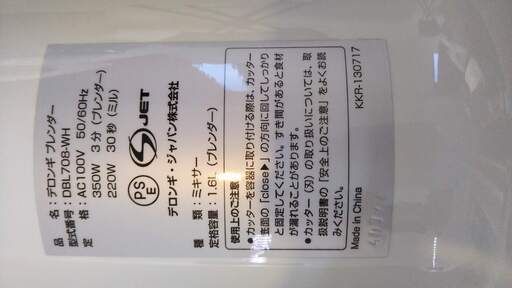 品 名：デロンギ ブレンダー
型式番号：DBL708-WH
定 格：AC100V 50/60Hz
350W 3分（ブレンダー）
220W 30秒（ミル）
PS
E
JET
デロンギ・ジャパン株式会社
種 類：ミキサー
定格容量：1.6L（ブレンダー）
使用上のご注意
●カッターを容器に取り付ける際は、カッター
底面の「close▶」の方向に回してしっかり
と固定してください。すき間があると食材
が漏れることがあります。
●カッター（刃）の取り扱いについては、取
扱説明書の「安全上のご注意」をよくお読
みください。
KKR-130717
Made in China